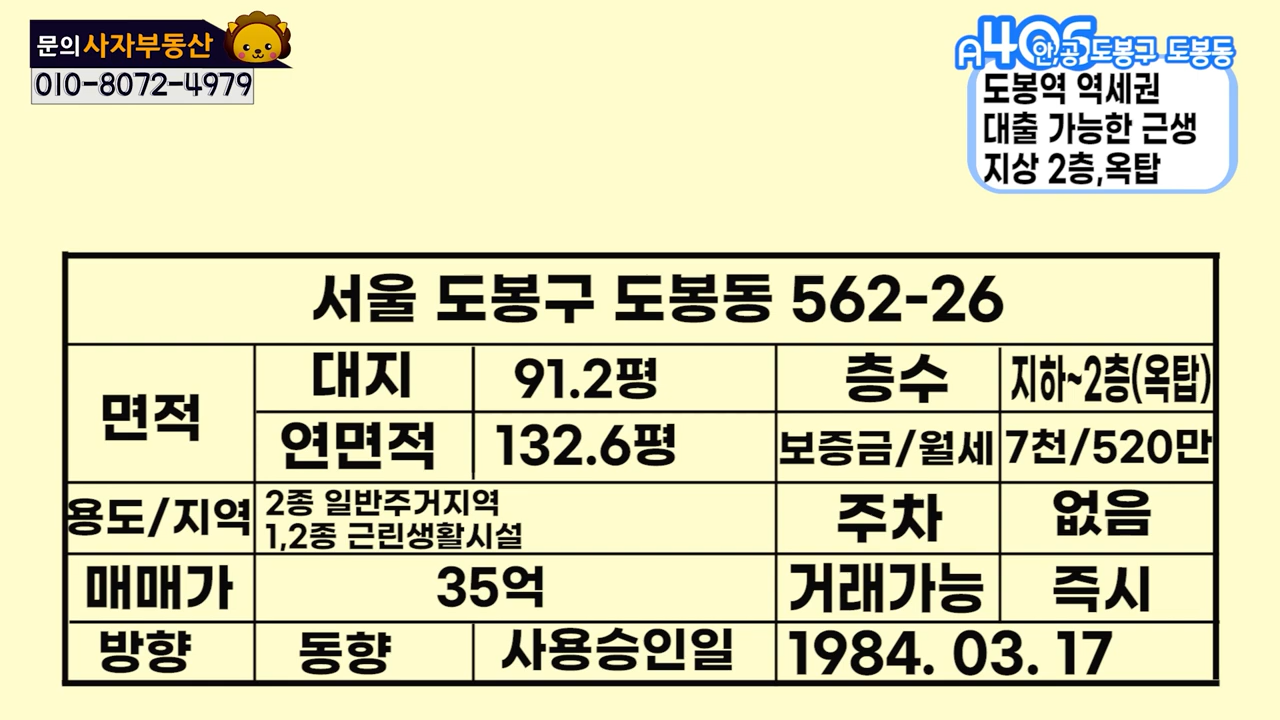 문의 사자부동산
010-8072-4979
A406
안,공 도봉구 도봉동
도봉역 역세권
대출 가능한 근생
지상 2층,옥탑
서울 도봉구 도봉동 562-26
면적 대지 91.2평 층수 지하~2층(옥탑)
연면적 132.6평 보증금/월세 7천/520만
용도/지역 2종 일반주거지역
1,2종 근린생활시설 주차 없음
매매가 35억 거래가능 즉시
방향 동향 사용승인일 1984. 03. 17